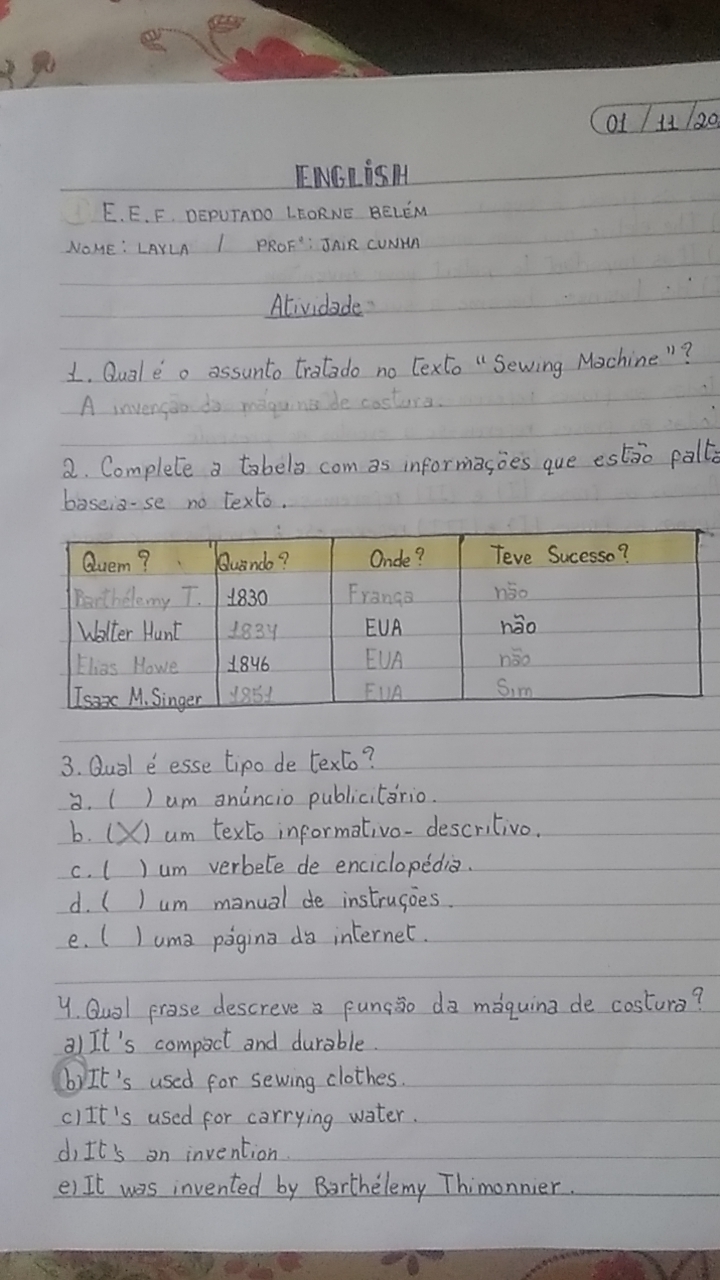 01/11/20
ENGLiSH
E.E.F. DEPUTADO LEORNE BELÉM
NOME: LAYLA / PROFº: JAIR CUNHA
Atividade
1. Qual é o assunto tratado no texto "Sewing Machine"?
A invenção da máquina de costura.
2. Complete a tabela com as informações que estão falta
baseia-se no texto.
Quem? Quando? Onde? Teve Sucesso?
Barthélemy T. 1830 França não
Walter Hunt 1834 EUA não
Elias Howe 1846 EUA não
Isaac M. Singer 1851 EUA Sim
3. Qual é esse tipo de texto?
a. ( ) um anúncio publicitário.
b. (X) um texto informativo-descritivo.
c. ( ) um verbete de enciclopédia.
d. ( ) um manual de instruções.
e. ( ) uma página da internet.
4. Qual frase descreve a função da máquina de costura?
a) It's compact and durable.
b) It's used for sewing clothes.
c) It's used for carrying water.
d) It's an invention.
e) It was invented by Barthélemy Thimonnier.